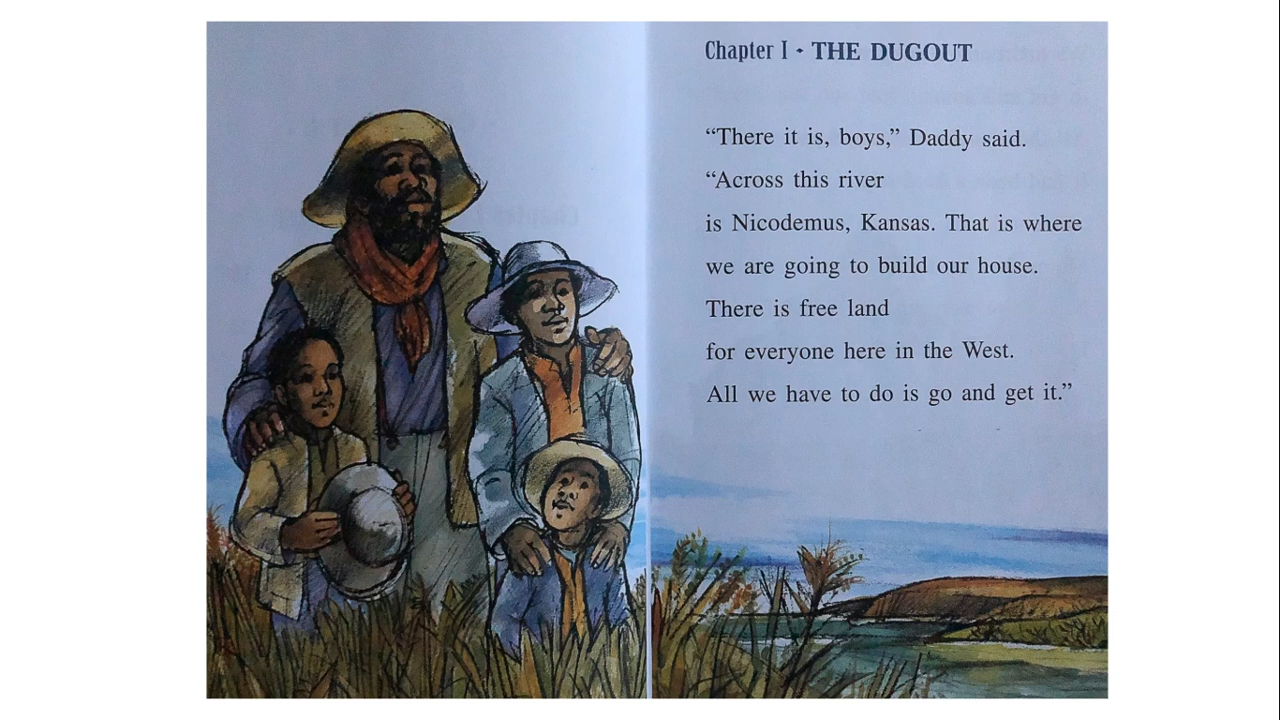 Chapter I • THE DUGOUT
“There it is, boys,” Daddy said.
“Across this river
is Nicodemus, Kansas. That is where
we are going to build our house.
There is free land
for everyone here in the West.
All we have to do is go and get it.”